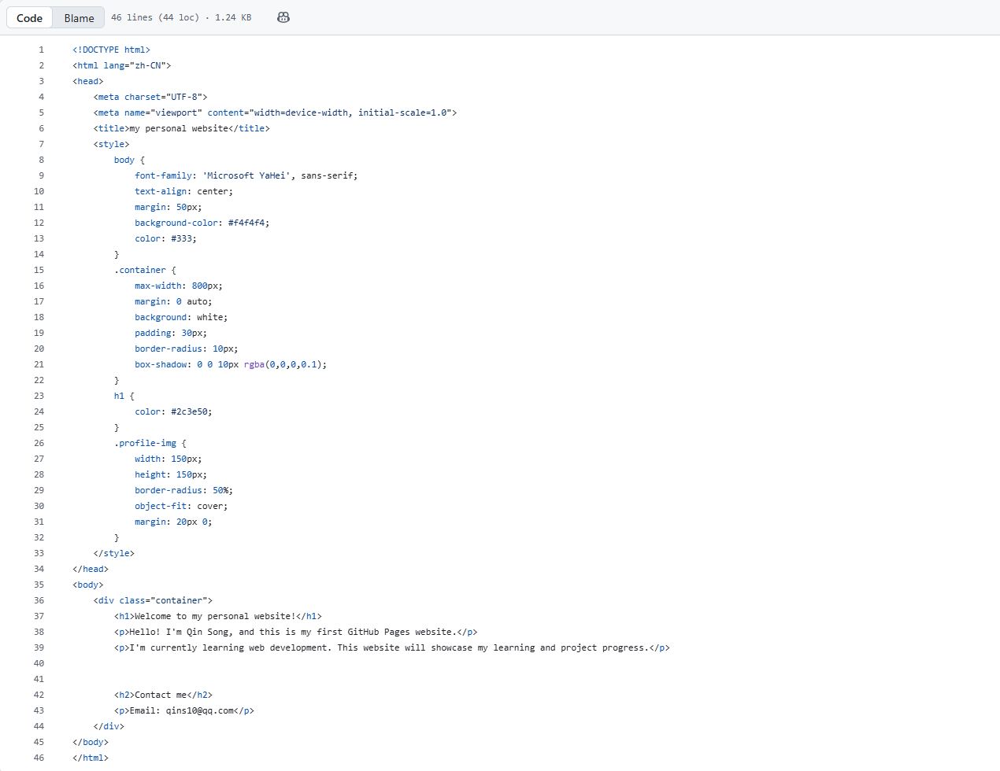 Code Blame 46 lines (44 loc) · 1.24 KB
1 <!DOCTYPE html>
2 <html lang="zh-CN">
3 <head>
4     <meta charset="UTF-8">
5     <meta name="viewport" content="width=device-width, initial-scale=1.0">
6     <title>my personal website</title>
7     <style>
8         body {
9             font-family: 'Microsoft YaHei', sans-serif;
10             text-align: center;
11             margin: 50px;
12             background-color: #f4f4f4;
13             color: #333;
14         }
15         .container {
16             max-width: 800px;
17             margin: 0 auto;
18             background: white;
19             padding: 30px;
20             border-radius: 10px;
21             box-shadow: 0 0 10px rgba(0,0,0,0.1);
22         }
23         h1 {
24             color: #2c3e50;
25         }
26         .profile-img {
27             width: 150px;
28             height: 150px;
29             border-radius: 50%;
30             object-fit: cover;
31             margin: 20px 0;
32         }
33     </style>
34 </head>
35 <body>
36     <div class="container">
37         <h1>Welcome to my personal website!</h1>
38         <p>Hello! I'm Qin Song, and this is my first GitHub Pages website.</p>
39         <p>I'm currently learning web development. This website will showcase my learning and project progress.</p>
40
41
42         <h2>Contact me</h2>
43         <p>Email: qins10@qq.com</p>
44     </div>
45 </body>
46 </html>